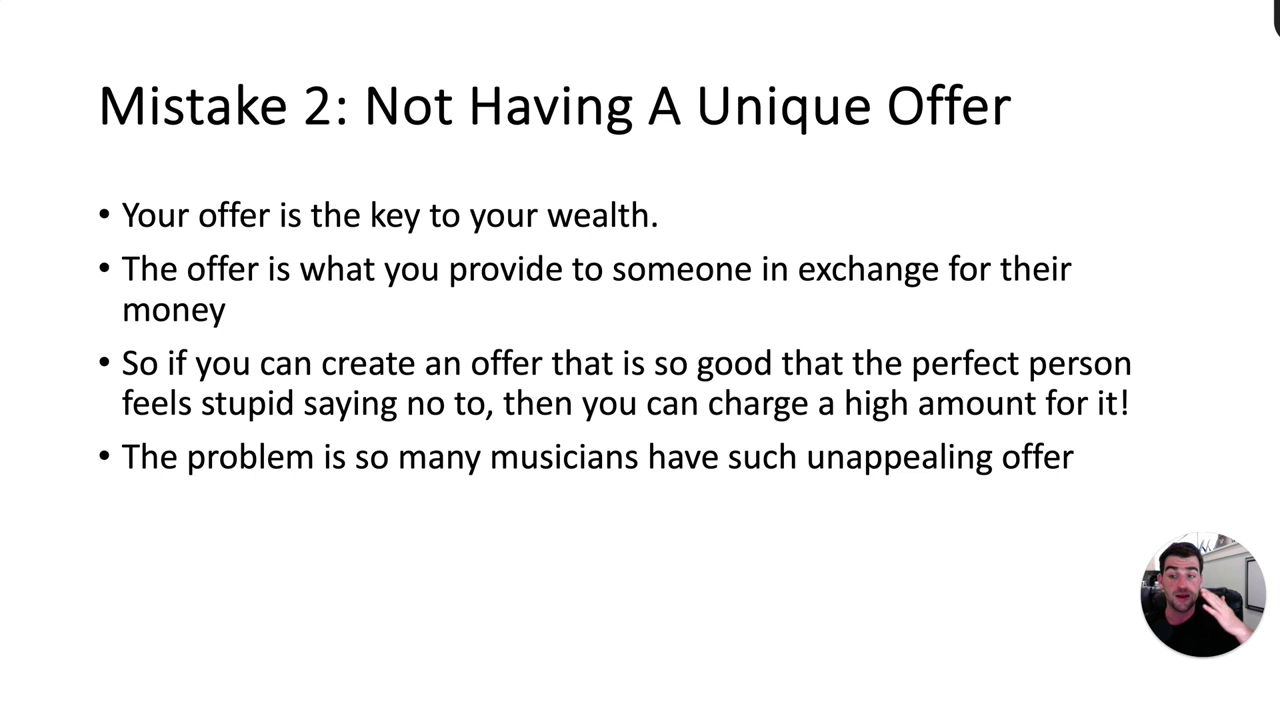 Mistake 2: Not Having A Unique Offer
• Your offer is the key to your wealth.
• The offer is what you provide to someone in exchange for their
money
• So if you can create an offer that is so good that the perfect person
feels stupid saying no to, then you can charge a high amount for it!
• The problem is so many musicians have such unappealing offer